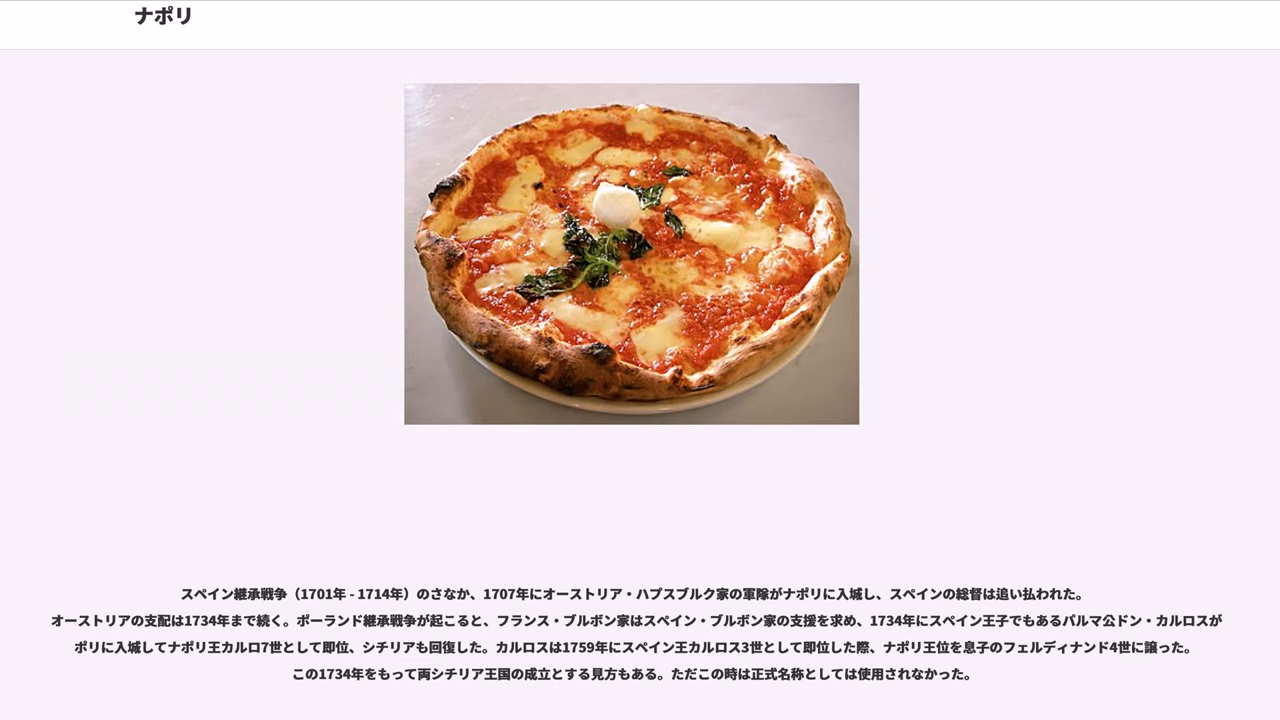 ナポリ
スペイン継承戦争（1701年 - 1714年）のさなか、1707年にオーストリア・ハプスブルク家の軍隊がナポリに入城し、スペインの総督は追い払われた。
オーストリアの支配は1734年まで続く。ポーランド継承戦争が起こると、フランス・ブルボン家はスペイン・ブルボン家の支援を求め、1734年にスペイン王子でもあるパルマ公ドン・カルロスが
ポリに入城してナポリ王カルロ7世として即位、シチリアも回復した。カルロスは1759年にスペイン王カルロス3世として即位した際、ナポリ王位を息子のフェルディナンド4世に譲った。
この1734年をもって両シチリア王国の成立とする見方もある。ただこの時は正式名称としては使用されなかった。